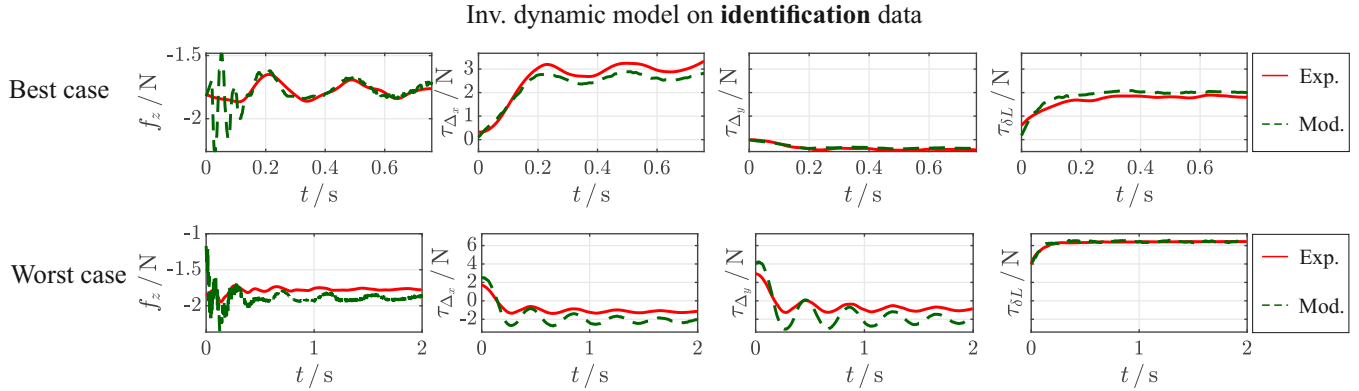 Inv. dynamic model on identification data
Best case
f_z / N
-1.5
-2
0 0.2 0.4 0.6
t / s
τ_Δx / N
3
2
1
0
0 0.2 0.4 0.6
t / s
τ_Δy / N
0 0.2 0.4 0.6
t / s
τ_δL / N
0 0.2 0.4 0.6
t / s
Exp.
Mod.
Worst case
f_z / N
-1
-1.5
-2
0 1 2
t / s
τ_Δx / N
6
4
2
0
-2
0 1 2
t / s
τ_Δy / N
0 1 2
t / s
τ_δL / N
0 1 2
t / s
Exp.
Mod.